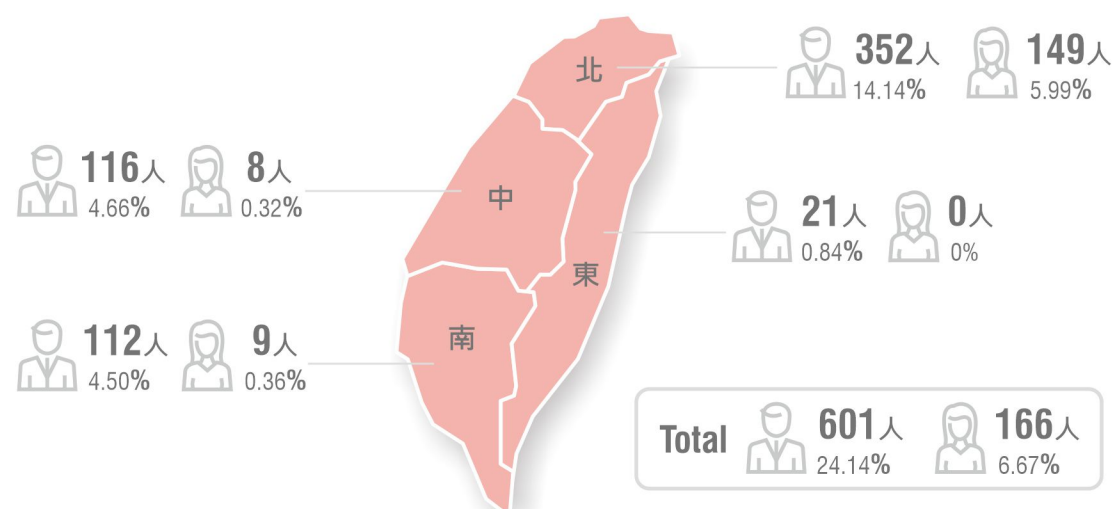 北
352人 149人
14.14% 5.99%
116人 8人
4.66% 0.32%
中
21人 0人
0.84% 0%
東
112人 9人
4.50% 0.36%
南
Total 601人 166人
24.14% 6.67%